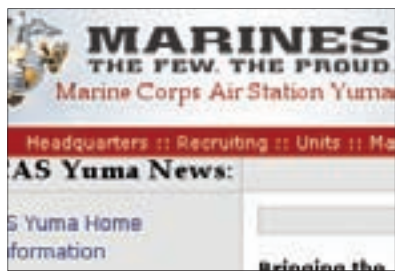 MARINES
THE FEW. THE PROUD
Marine Corps Air Station Yuma
Headquarters :: Recruiting :: Units :: Ma
AS Yuma News:
S Yuma Home
formation
Bringing the